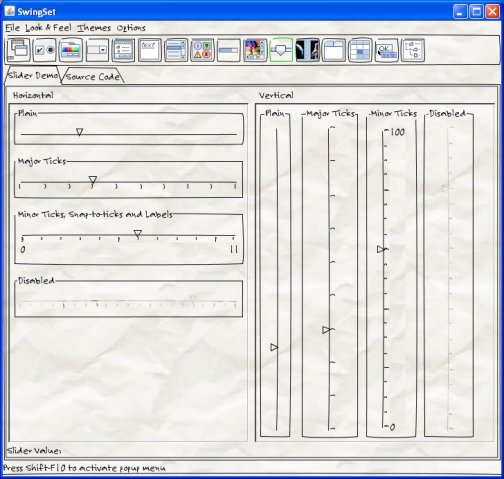 SwingSet
File Look & Feel Themes Options
text
OK
Slider Demo Source Code
Horizontal
Plain
Major Ticks
Minor Ticks, Snap-to-ticks and Labels
0 11
Disabled
Vertical
Plain Major Ticks Minor Ticks Disabled
100
0
Slider Value:
Press Shift-F10 to activate popup menu